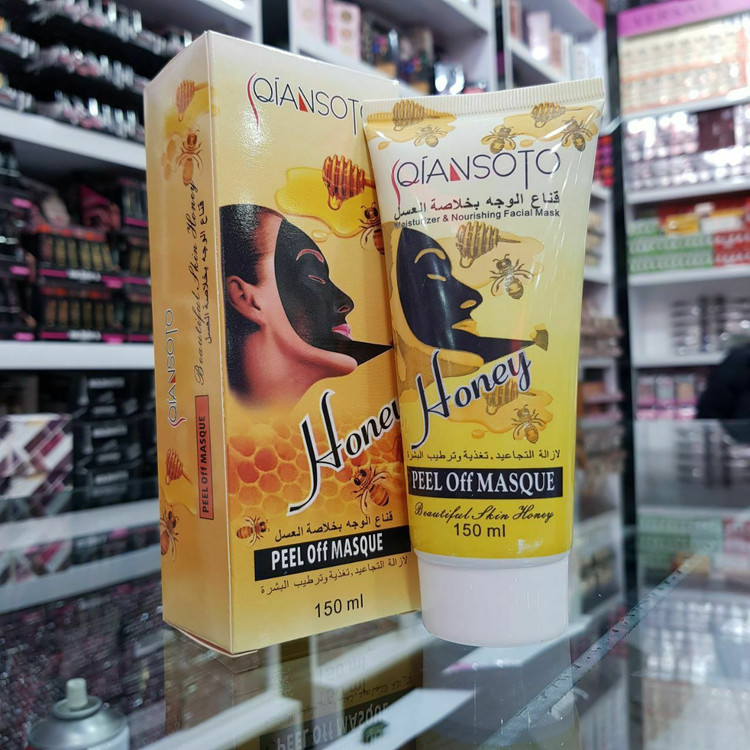 QIANSOTO
Honey
قناع الوجه بخلاصة العسل
PEEL Off MASQUE
لازالة التجاعيد,تغذية وترطيب البشرة
150 ml
QIANSOTO
Beautiful Skin Honey
قناع الوجه بخلاصة العسل
PEEL Off MASQUE
QIANSOTO
قناع الوجه بخلاصة العسل
Moisturizer & Nourishing Facial Mask
Honey
لازالة التجاعيد,تغذية وترطيب البشرة
PEEL Off MASQUE
Beautiful Skin Honey
150 ml